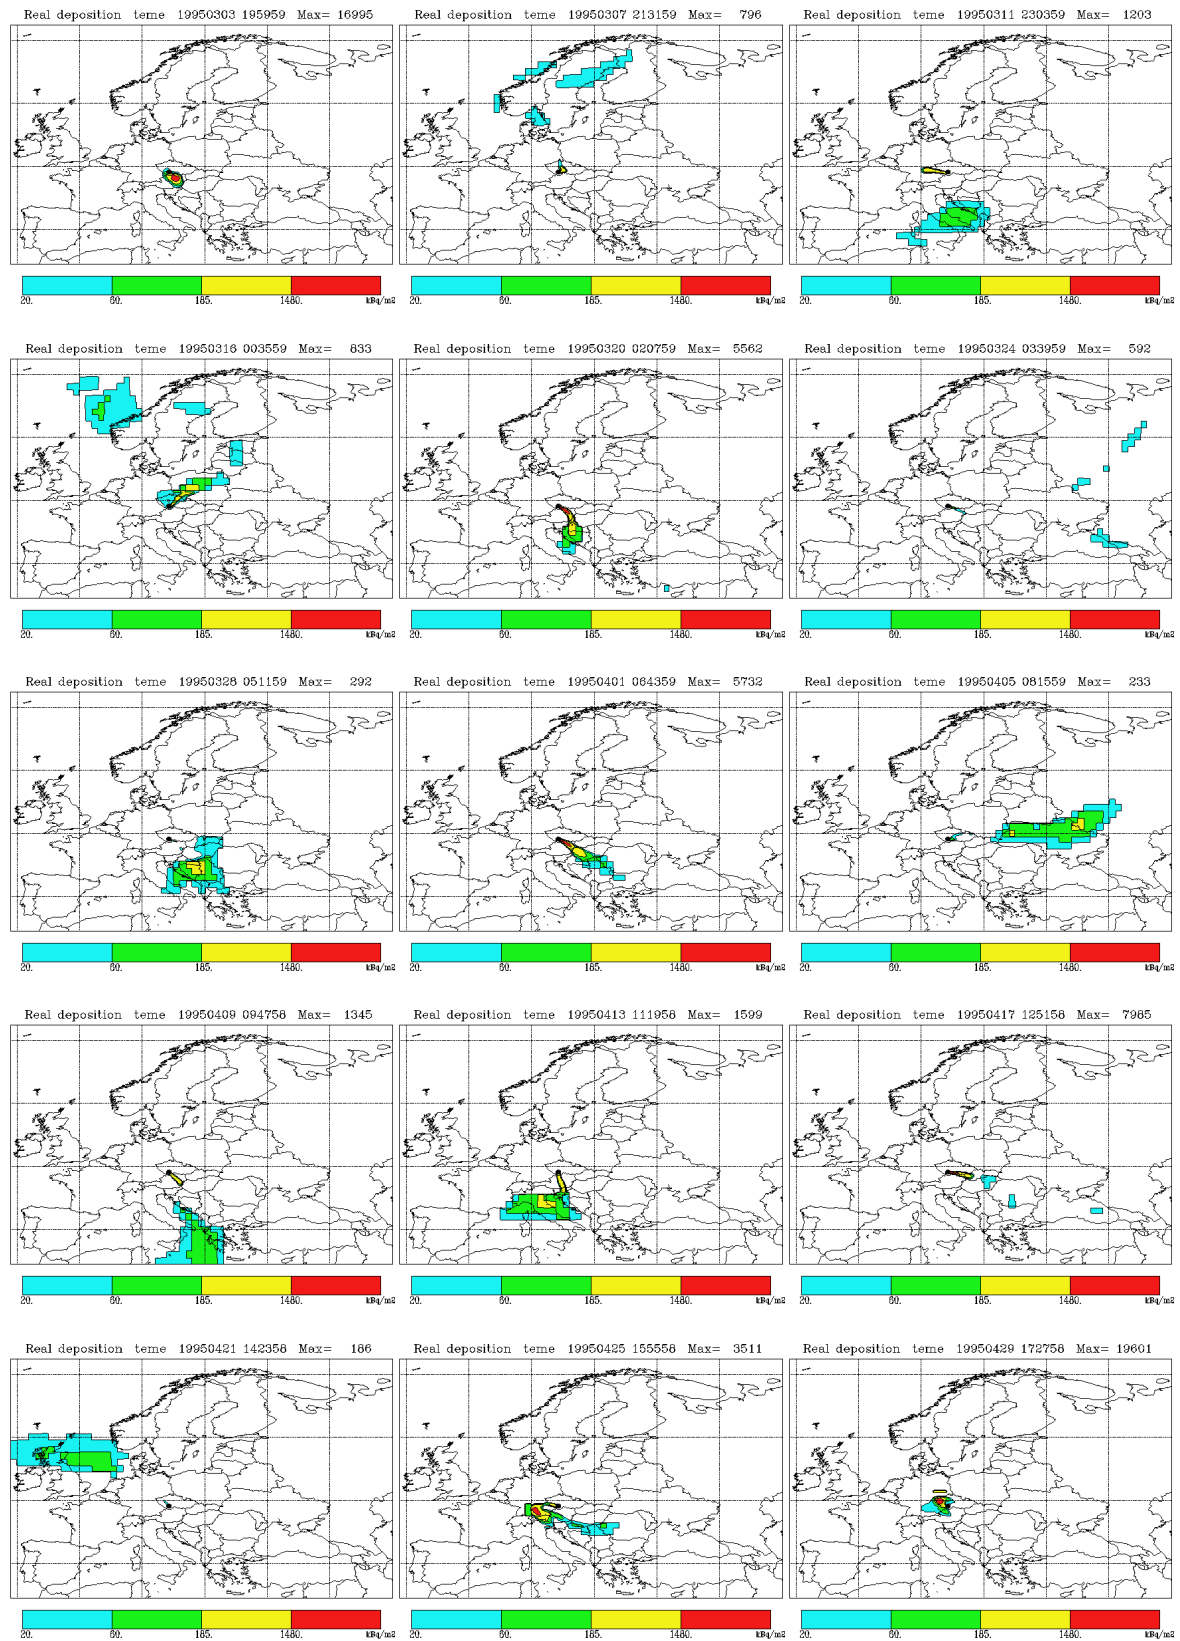 Real deposition teme 19950303 195959 Max= 16995
Real deposition teme 19950307 213159 Max= 796
Real deposition teme 19950311 230359 Max= 1203
20. 60. 185. 1480. kBq/m2
20. 60. 185. 1480. kBq/m2
20. 60. 185. 1480. kBq/m2
Real deposition teme 19950316 003559 Max= 833
Real deposition teme 19950320 020759 Max= 5562
Real deposition teme 19950324 033959 Max= 592
20. 60. 185. 1480. kBq/m2
20. 60. 185. 1480. kBq/m2
20. 60. 185. 1480. kBq/m2
Real deposition teme 19950328 051159 Max= 292
Real deposition teme 19950401 064359 Max= 5732
Real deposition teme 19950405 081559 Max= 233
20. 60. 185. 1480. kBq/m2
20. 60. 185. 1480. kBq/m2
20. 60. 185. 1480. kBq/m2
Real deposition teme 19950409 094758 Max= 1345
Real deposition teme 19950413 111958 Max= 1599
Real deposition teme 19950417 125158 Max= 7985
20. 60. 185. 1480. kBq/m2
20. 60. 185. 1480. kBq/m2
20. 60. 185. 1480. kBq/m2
Real deposition teme 19950421 142358 Max= 186
Real deposition teme 19950425 155558 Max= 3511
Real deposition teme 19950429 172758 Max= 19601
20. 60. 185. 1480. kBq/m2
20. 60. 185. 1480. kBq/m2
20. 60. 185. 1480. kBq/m2